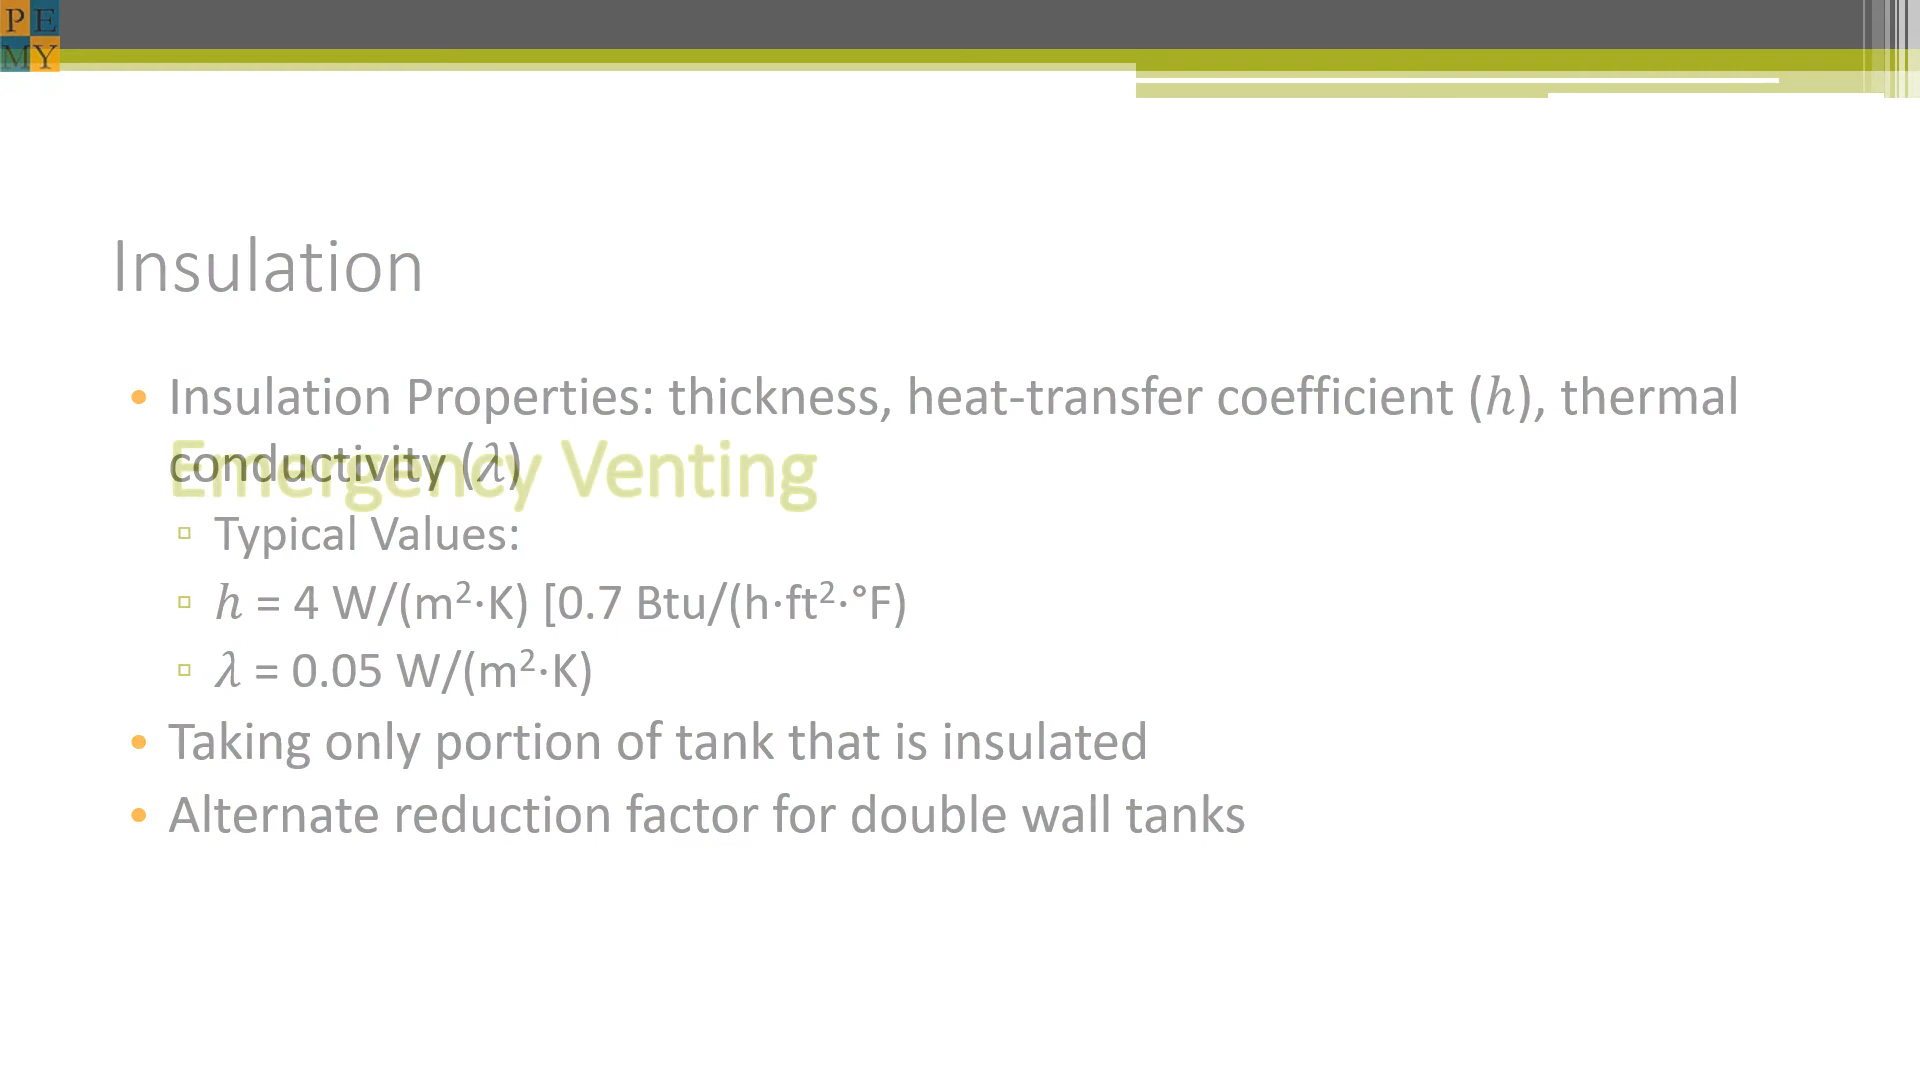 P E
M Y
Insulation
• Insulation Properties: thickness, heat-transfer coefficient (ℎ), thermal
conductivity (𝜆)
Emergency Venting
▫ Typical Values:
▫ ℎ = 4 W/(m²·K) [0.7 Btu/(h·ft²·°F)
▫ 𝜆 = 0.05 W/(m²·K)
• Taking only portion of tank that is insulated
• Alternate reduction factor for double wall tanks